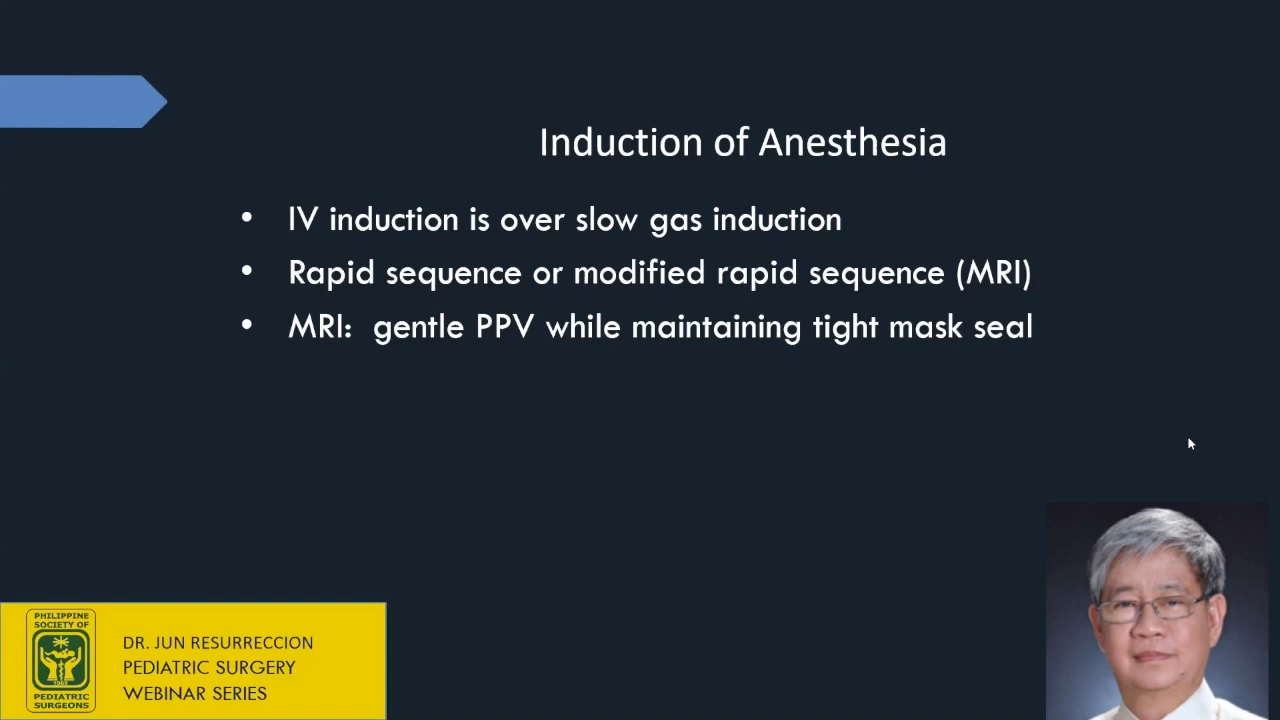 Induction of Anesthesia
• IV induction is over slow gas induction
• Rapid sequence or modified rapid sequence (MRI)
• MRI:  gentle PPV while maintaining tight mask seal
PHILIPPINE
SOCIETY OF
1965
PEDIATRIC
SURGEONS
DR. JUN RESURRECCION
PEDIATRIC SURGERY
WEBINAR SERIES